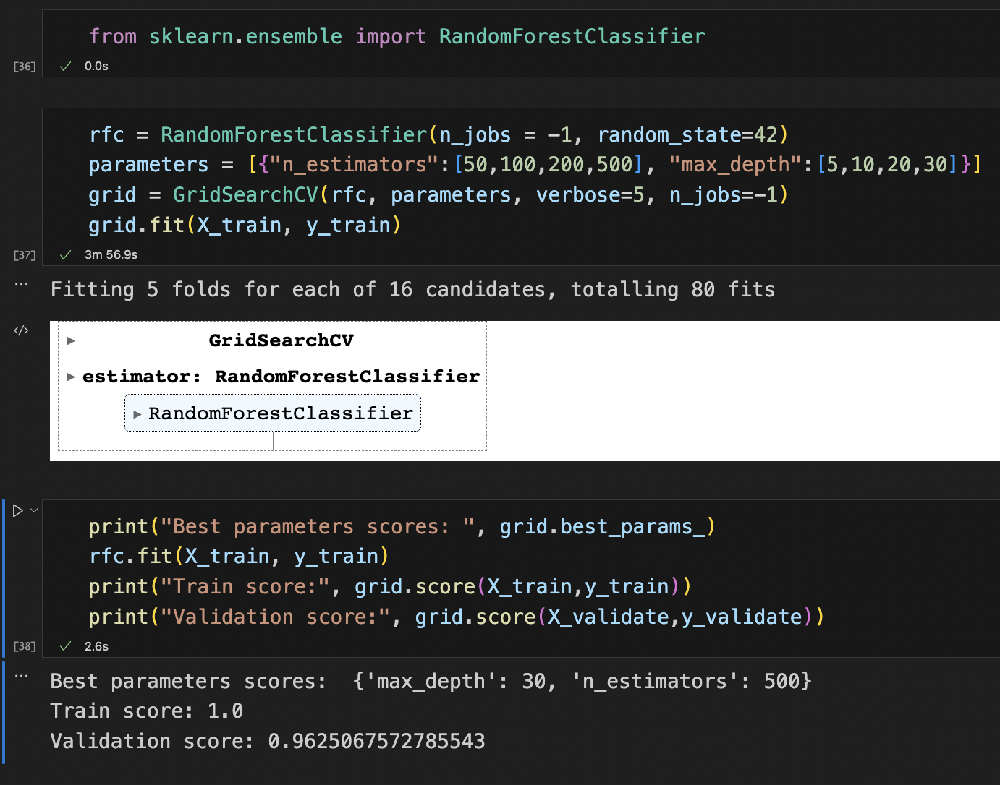 from sklearn.ensemble import RandomForestClassifier
[36]
0.0s
rfc = RandomForestClassifier(n_jobs = -1, random_state=42)
parameters = [{"n_estimators":[50,100,200,500], "max_depth":[5,10,20,30]}]
grid = GridSearchCV(rfc, parameters, verbose=5, n_jobs=-1)
grid.fit(X_train, y_train)
[37]
3m 56.9s
Fitting 5 folds for each of 16 candidates, totalling 80 fits
GridSearchCV
estimator: RandomForestClassifier
RandomForestClassifier
print("Best parameters scores: ", grid.best_params_)
rfc.fit(X_train, y_train)
print("Train score:", grid.score(X_train,y_train))
print("Validation score:", grid.score(X_validate,y_validate))
[38]
2.6s
Best parameters scores:  {'max_depth': 30, 'n_estimators': 500}
Train score: 1.0
Validation score: 0.9625067572785543